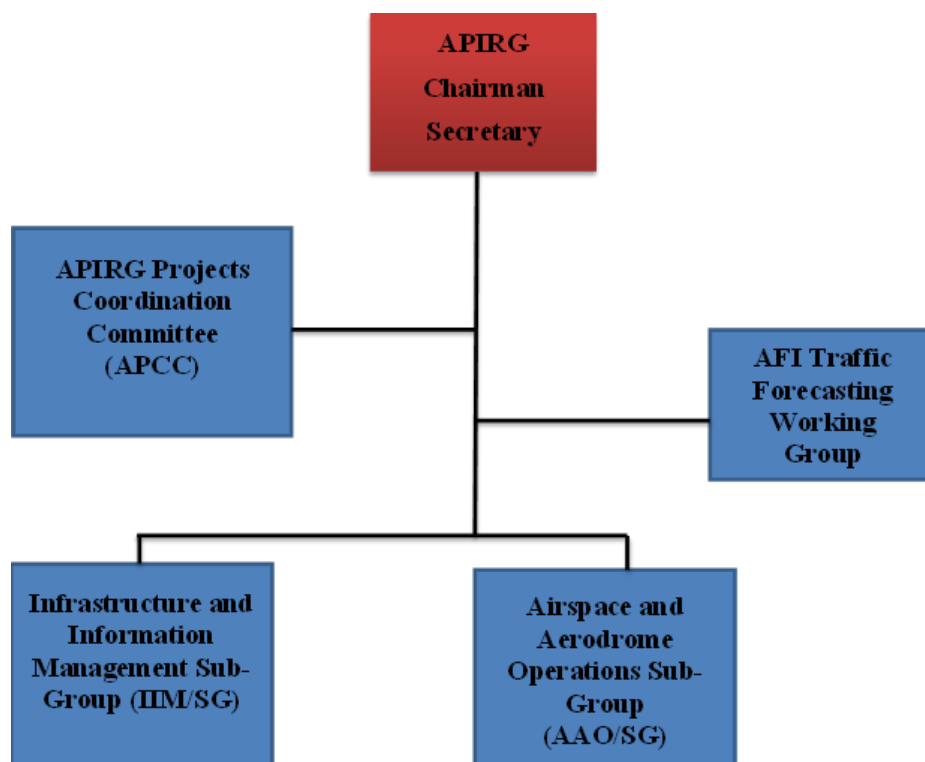 APIRG
Chairman
Secretary
APIRG Projects
Coordination
Committee
(APCC)
AFI Traffic
Forecasting
Working
Group
Infrastructure and
Information
Management Sub-
Group (IIM/SG)
Airspace and
Aerodrome
Operations Sub-
Group
(AAO/SG)